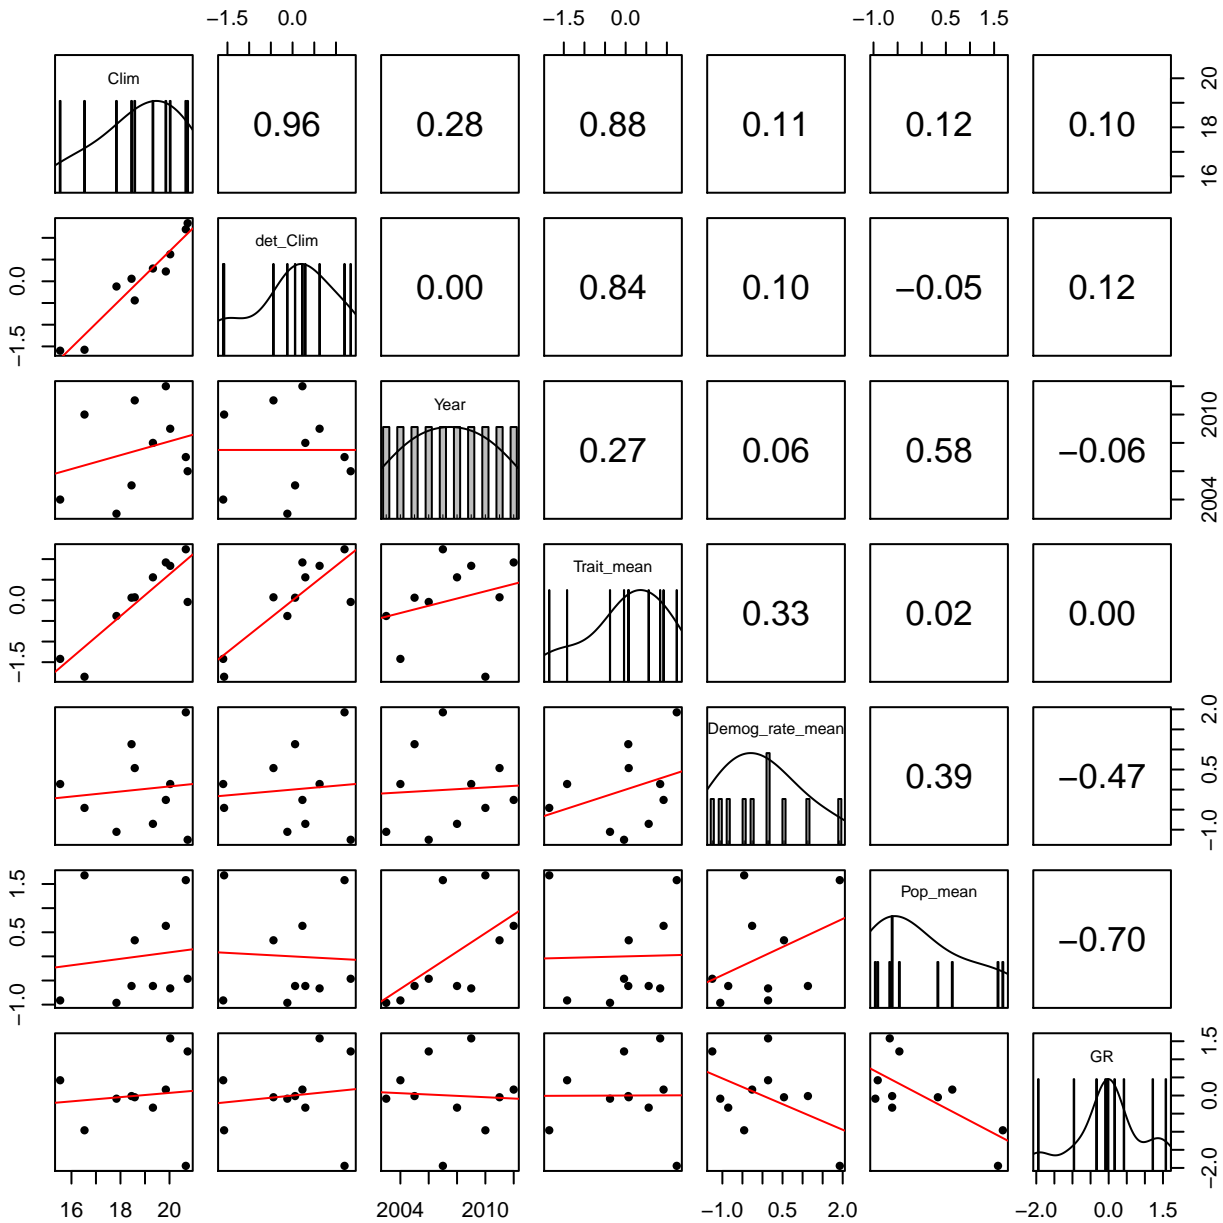 −1.5 0.0 −1.5 0.0 −1.0 0.5 1.5
Clim 0.96 0.28 0.88 0.11 0.12 0.10 16 18 20
−1.5 0.0 det_Clim 0.00 0.84 0.10 −0.05 0.12
Year 0.27 0.06 0.58 −0.06 2004 2010
−1.5 0.0 Trait_mean 0.33 0.02 0.00
Demog_rate_mean 0.39 −0.47 −1.0 0.5 2.0
−1.0 0.5 1.5 Pop_mean −0.70
GR −2.0 0.0 1.5
16 18 20 2004 2010 −1.0 0.5 2.0 −2.0 0.0 1.5